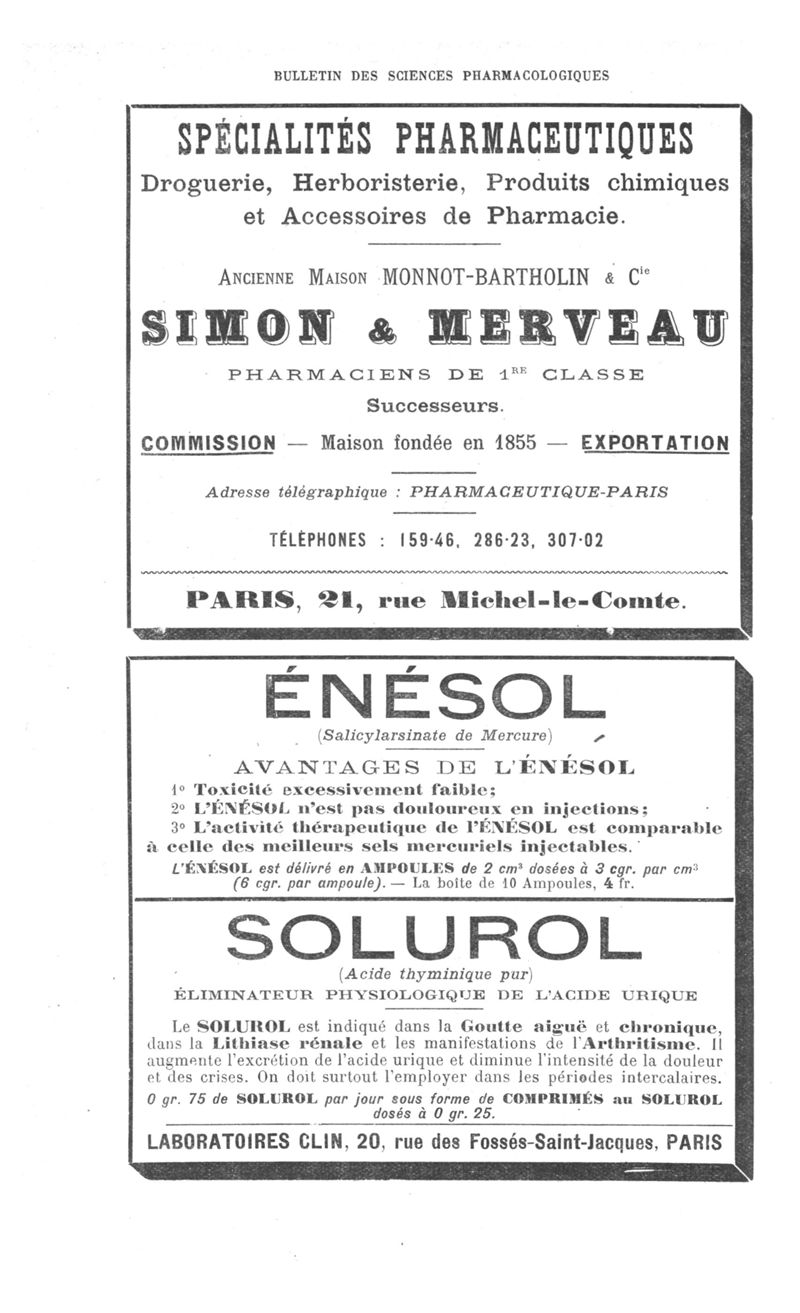 BULLETIN DES SCIENCES PHARMACOLOGIQUES
SPÉCIALITÉS PHARMACEUTIQUES
Droguerie, Herboristerie, Produits chimiques
et Accessoires de Pharmacie.
ANCIENNE MAISON MONNOT-BARTHOLIN & Cie
SIMON & MERVEAU
PHARMACIENS DE 1RE CLASSE
Successeurs.
COMMISSION — Maison fondée en 1855 — EXPORTATION
Adresse télégraphique : PHARMACEUTIQUE-PARIS
TÉLÉPHONES : 159-46, 286-23, 307-02
PARIS, 21, rue Michel-le-Comte.
ÉNÉSOL
(Salicylarsinate de Mercure)
AVANTAGES DE L'ÉNÉSOL
1º Toxicité excessivement faible;
2º L'ÉNÉSOL n'est pas douloureux en injections;
3º L'activité thérapeutique de l'ÉNÉSOL est comparable
à celle des meilleurs sels mercuriels injectables.
L'ÉNÉSOL est délivré en AMPOULES de 2 cm³ dosées à 3 cgr. par cm³
(6 cgr. par ampoule). — La boîte de 10 Ampoules, 4 fr.
SOLUROL
(Acide thyminique pur)
ÉLIMINATEUR PHYSIOLOGIQUE DE L'ACIDE URIQUE
Le SOLUROL est indiqué dans la Goutte aiguë et chronique,
dans la Lithiase rénale et les manifestations de l'Arthritisme. Il
augmente l'excrétion de l'acide urique et diminue l'intensité de la douleur
et des crises. On doit surtout l'employer dans les périodes intercalaires.
0 gr. 75 de SOLUROL par jour sous forme de COMPRIMÉS au SOLUROL
dosés à 0 gr. 25.
LABORATOIRES CLIN, 20, rue des Fossés-Saint-Jacques, PARIS